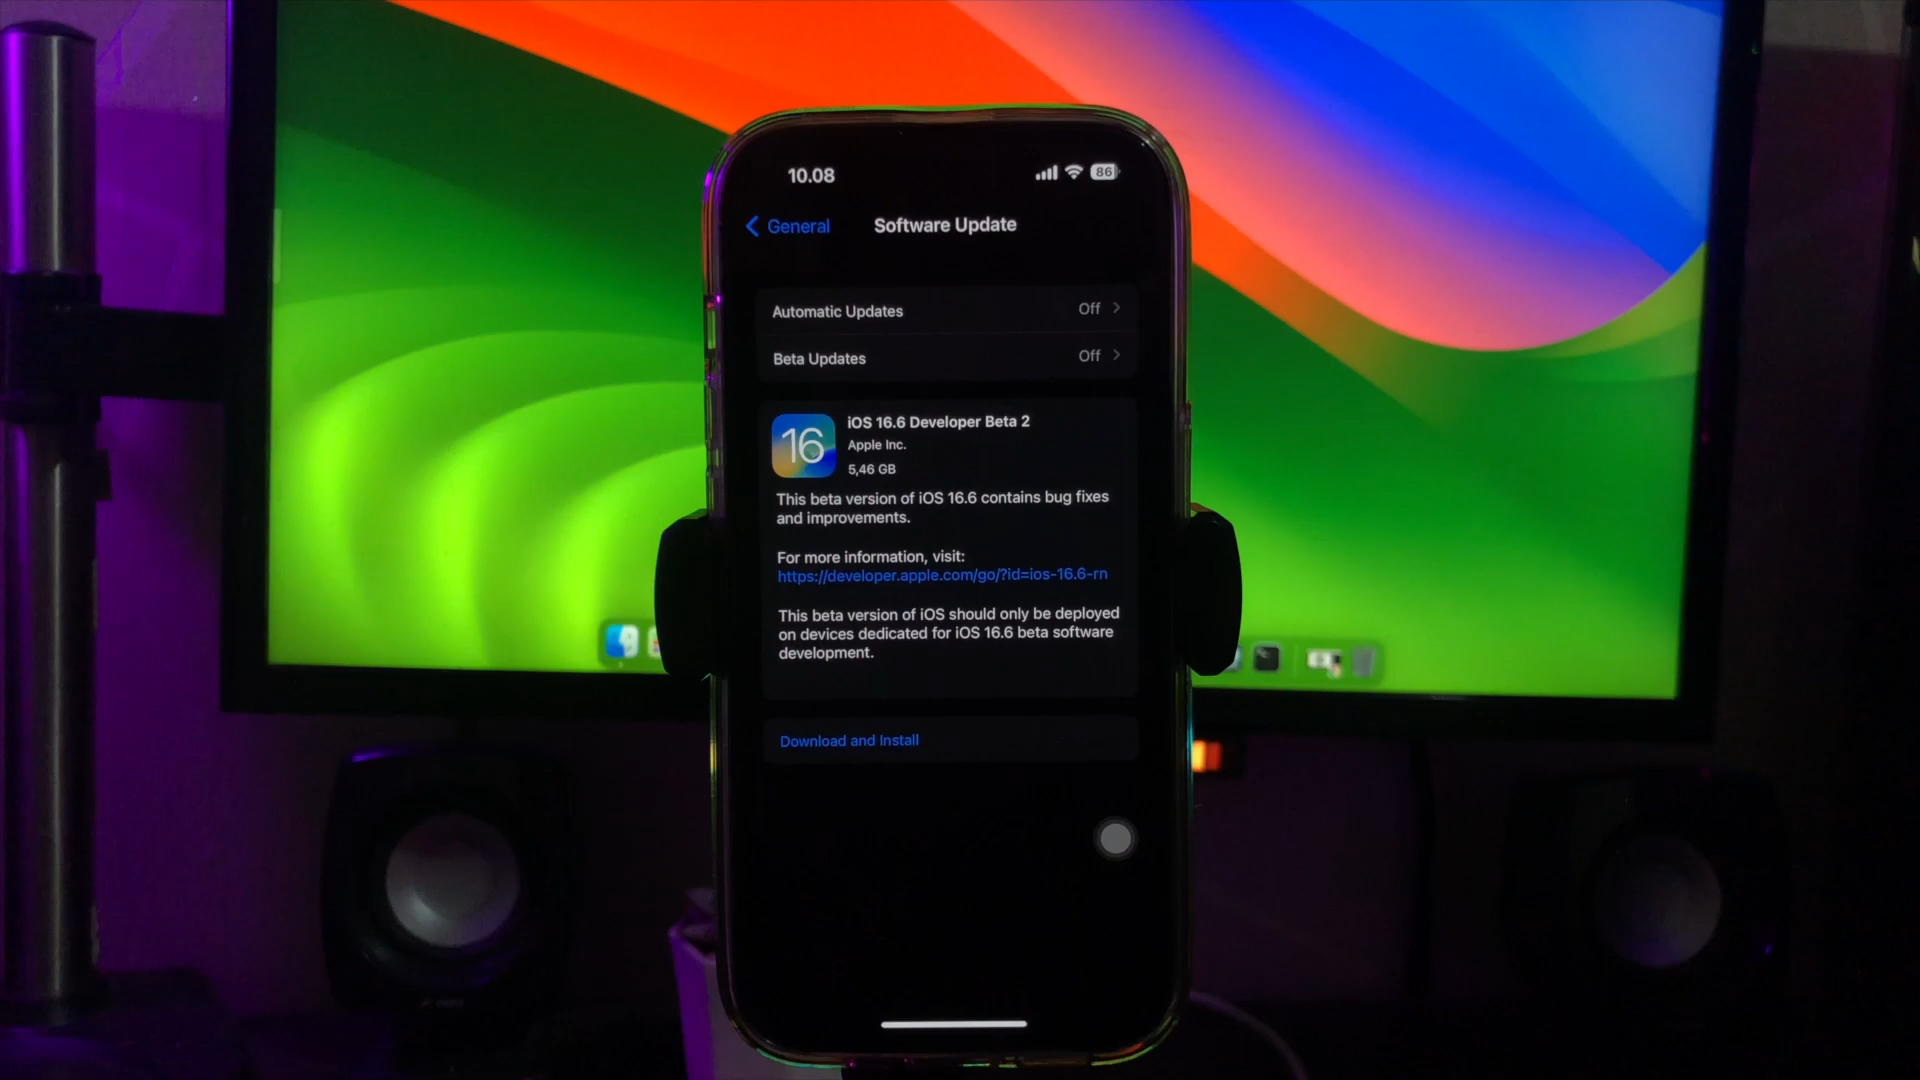 10.08
86
General
Software Update
Automatic Updates
Off
Beta Updates
Off
16
iOS 16.6 Developer Beta 2
Apple Inc.
5,46 GB
This beta version of iOS 16.6 contains bug fixes
and improvements.
For more information, visit:
https://developer.apple.com/go/?id=ios-16.6-rn
This beta version of iOS should only be deployed
on devices dedicated for iOS 16.6 beta software
development.
Download and Install